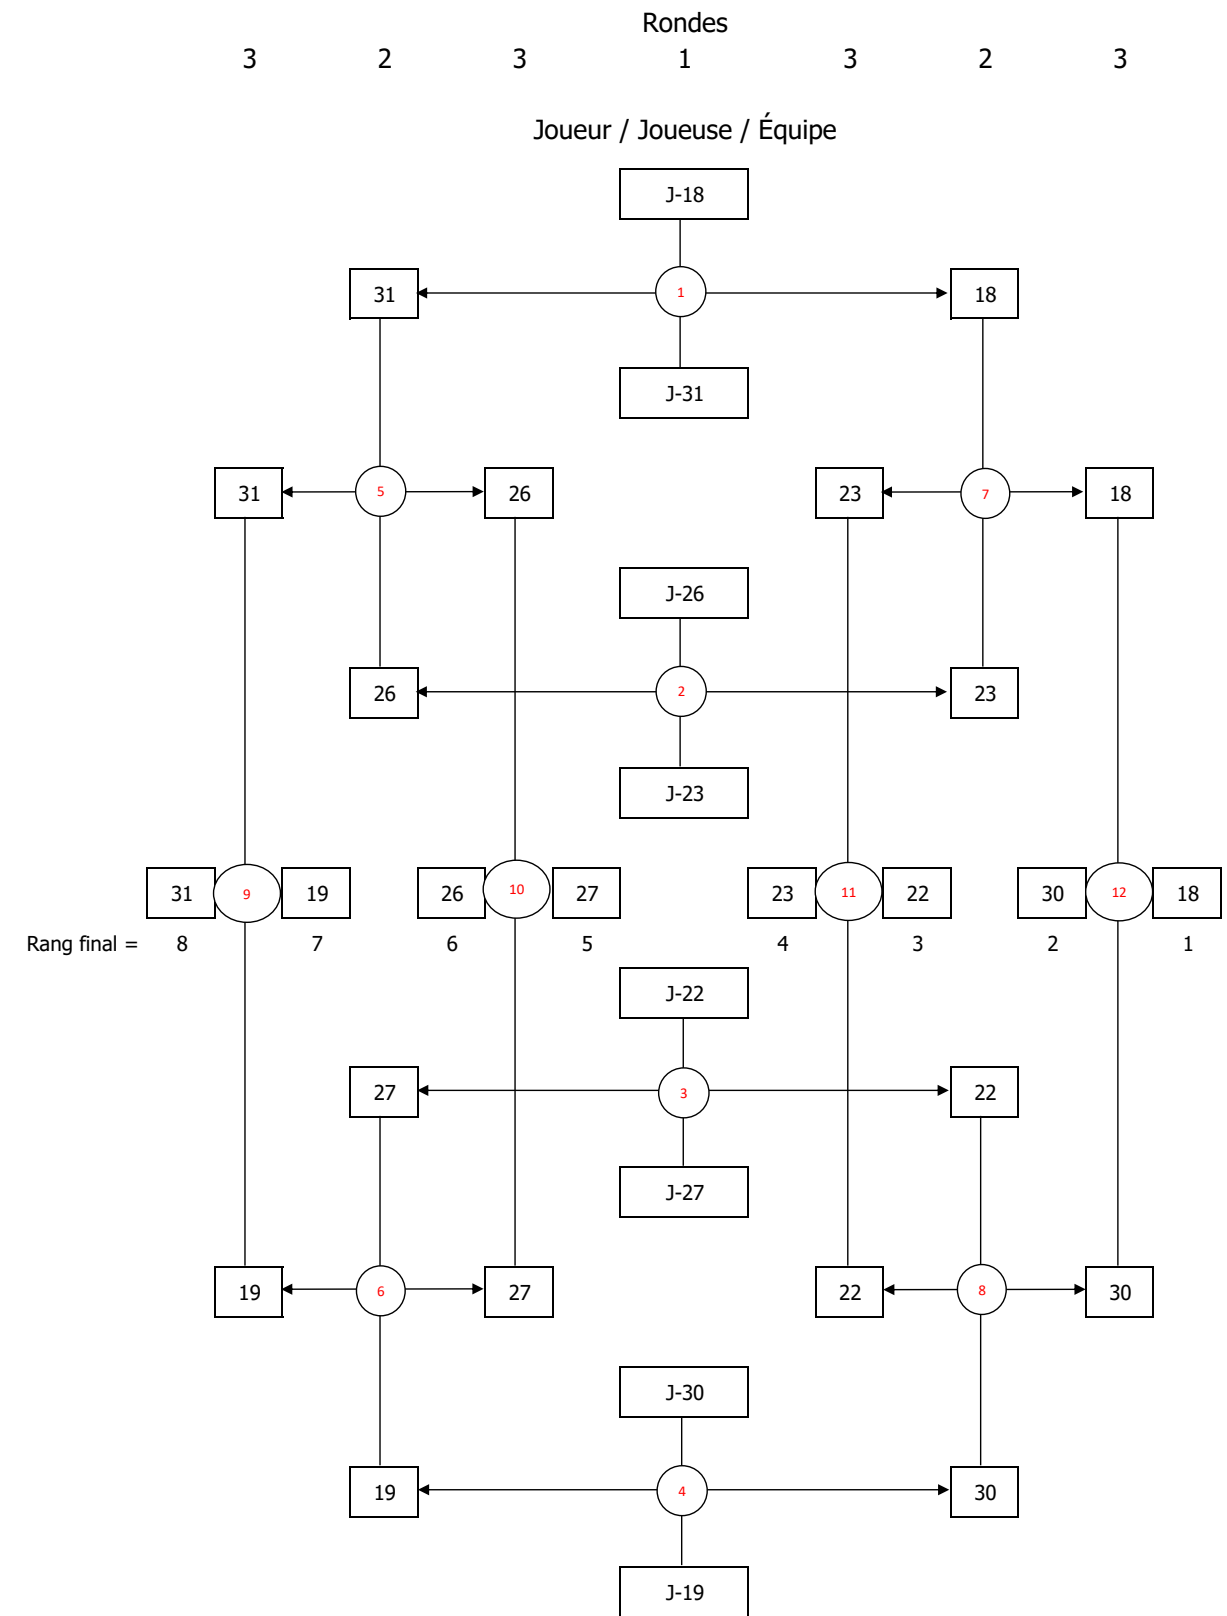 Rondes
3 2 3 1 3 2 3
Joueur / Joueuse / Équipe
J-18
31 1 18
J-31
31 5 26 23 7 18
J-26
26 2 23
J-23
31 9 19 26 10 27 23 11 22 30 12 18
Rang final = 8 7 6 5 4 3 2 1
J-22
27 3 22
J-27
19 6 27 22 8 30
J-30
19 4 30
J-19